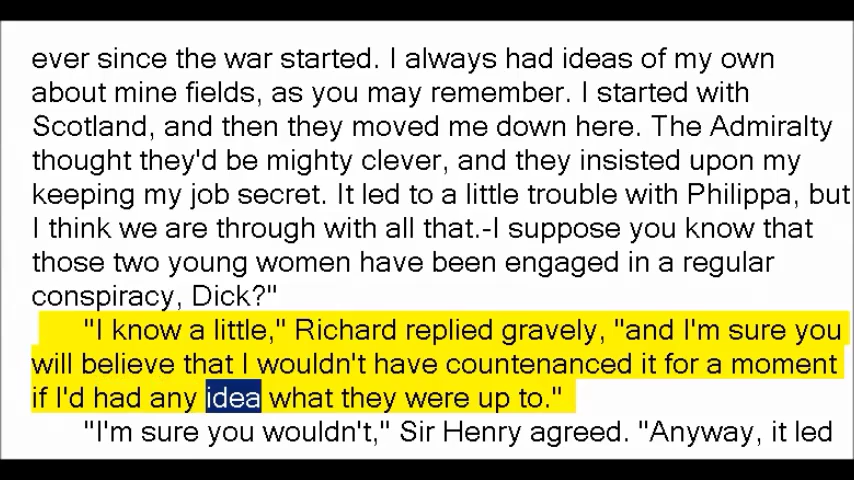 ever since the war started. I always had ideas of my own
about mine fields, as you may remember. I started with
Scotland, and then they moved me down here. The Admiralty
thought they'd be mighty clever, and they insisted upon my
keeping my job secret. It led to a little trouble with Philippa, but
I think we are through with all that.-I suppose you know that
those two young women have been engaged in a regular
conspiracy, Dick?"
"I know a little," Richard replied gravely, "and I'm sure you
will believe that I wouldn't have countenanced it for a moment
if I'd had any idea what they were up to."
"I'm sure you wouldn't," Sir Henry agreed. "Anyway, it led